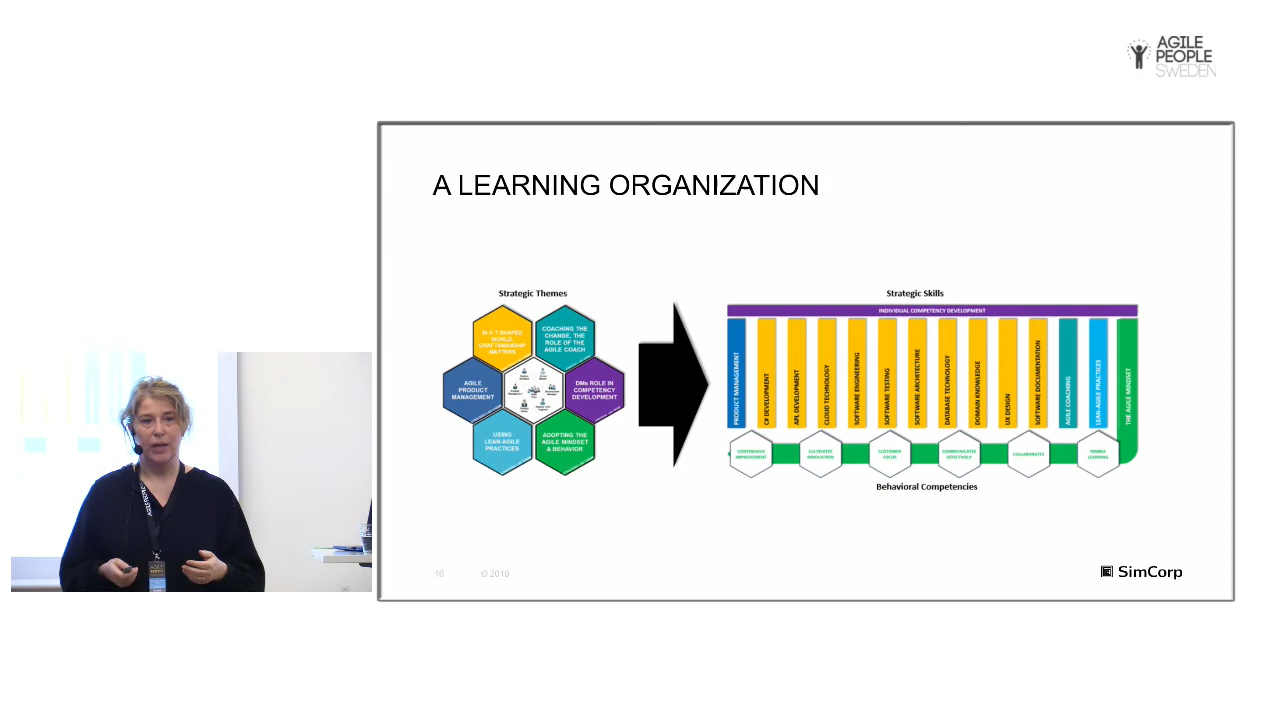 AGILE
PEOPLE
SWEDEN
A LEARNING ORGANIZATION
Strategic Themes
IN A T-SHAPED
WORLD,
CRAFTSMANSHIP
MATTERS
COACHING THE
CHANGE, THE
ROLE OF THE
AGILE COACH
AGILE
PRODUCT
MANAGEMENT
DMs ROLE IN
COMPETENCY
DEVELOPMENT
USING
LEAN-AGILE
PRACTICES
ADOPTING THE
AGILE MINDSET
& BEHAVIOR
Strategic Skills
INDIVIDUAL COMPETENCY DEVELOPMENT
PRODUCT MANAGEMENT
C# DEVELOPMENT
APL DEVELOPMENT
CLOUD TECHNOLOGY
SOFTWARE ENGINEERING
SOFTWARE TESTING
SOFTWARE ARCHITECTURE
DATABASE TECHNOLOGY
DOMAIN KNOWLEDGE
UX DESIGN
SOFTWARE DOCUMENTATION
AGILE COACHING
LEAN-AGILE PRACTICES
THE AGILE MINDSET
CONTINUOUS
IMPROVEMENT
CULTIVATES
INNOVATION
CUSTOMER
FOCUS
COMMUNICATES
EFFECTIVELY
COLLABORATES
NIMBLE
LEARNING
Behavioral Competencies
16
© 2019
SimCorp